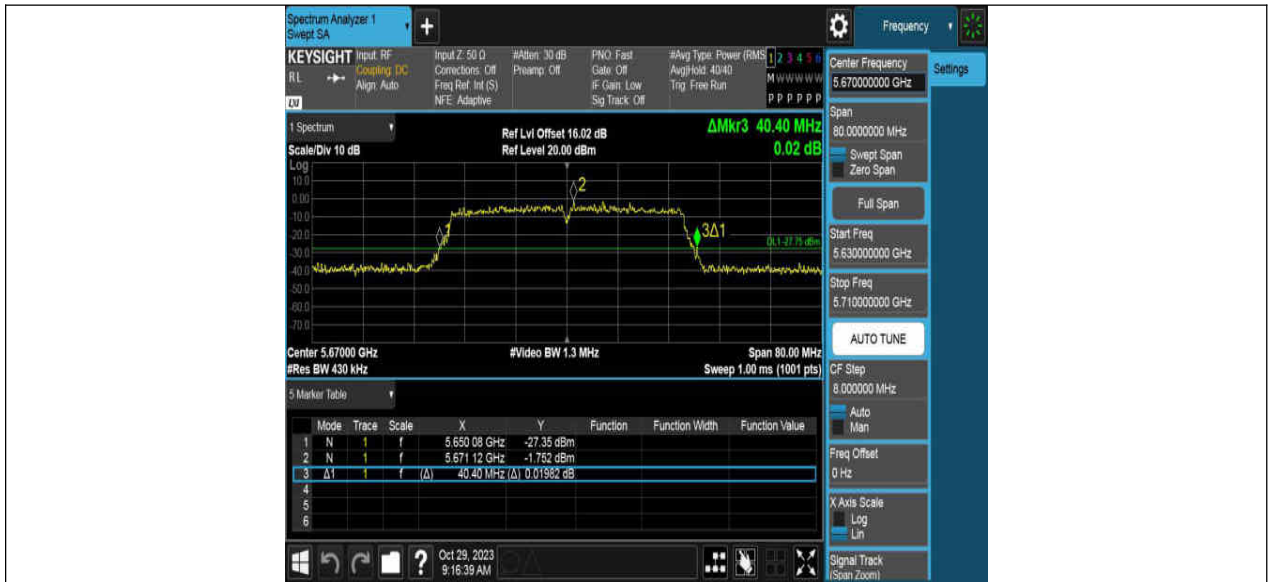 Spectrum Analyzer 1
Swept SA
+
Frequency
KEYSIGHT
RL
Input: RF
Coupling: DC
Align: Auto
Input Z: 50 Ω
Corrections: Off
Freq Ref: Int (S)
NFE: Adaptive
#Atten: 30 dB
Preamp: Off
PNO: Fast
Gate: Off
IF Gain: Low
Sig Track: Off
#Avg Type: Power (RMS
Avg|Hold: 40/40
Trig: Free Run
1 2 3 4 5 6
M W W W W W
P P P P P P
1 Spectrum
Scale/Div 10 dB
Ref Lvl Offset 16.02 dB
Ref Level 20.00 dBm
ΔMkr3 40.40 MHz
0.02 dB
Log
10.0
0.00
-10.0
-20.0
-30.0
-40.0
-50.0
-60.0
-70.0
1
2
3Δ1
DL1 -27.75 dBm
Center 5.67000 GHz
#Res BW 430 kHz
#Video BW 1.3 MHz
Span 80.00 MHz
Sweep 1.00 ms (1001 pts)
5 Marker Table
Mode Trace Scale X Y Function Function Width Function Value
1 N 1 f 5.650 08 GHz -27.35 dBm
2 N 1 f 5.671 12 GHz -1.752 dBm
3 Δ1 1 f (Δ) 40.40 MHz (Δ) 0.01982 dB
4
5
6
?
Oct 29, 2023
9:16:39 AM
Center Frequency
5.670000000 GHz
Settings
Span
80.0000000 MHz
Swept Span
Zero Span
Full Span
Start Freq
5.630000000 GHz
Stop Freq
5.710000000 GHz
AUTO TUNE
CF Step
8.000000 MHz
Auto
Man
Freq Offset
0 Hz
X Axis Scale
Log
Lin
Signal Track
(Span Zoom)